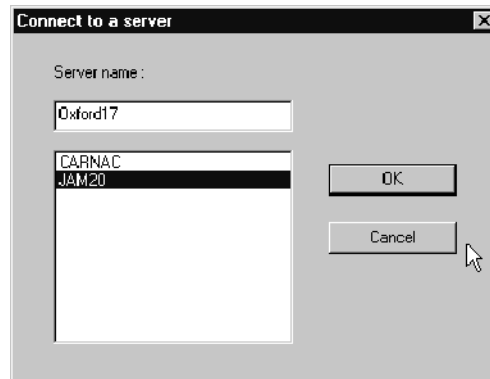 Connect to a server
Server name :
Oxford17
CARNAC
JAM20
OK
Cancel